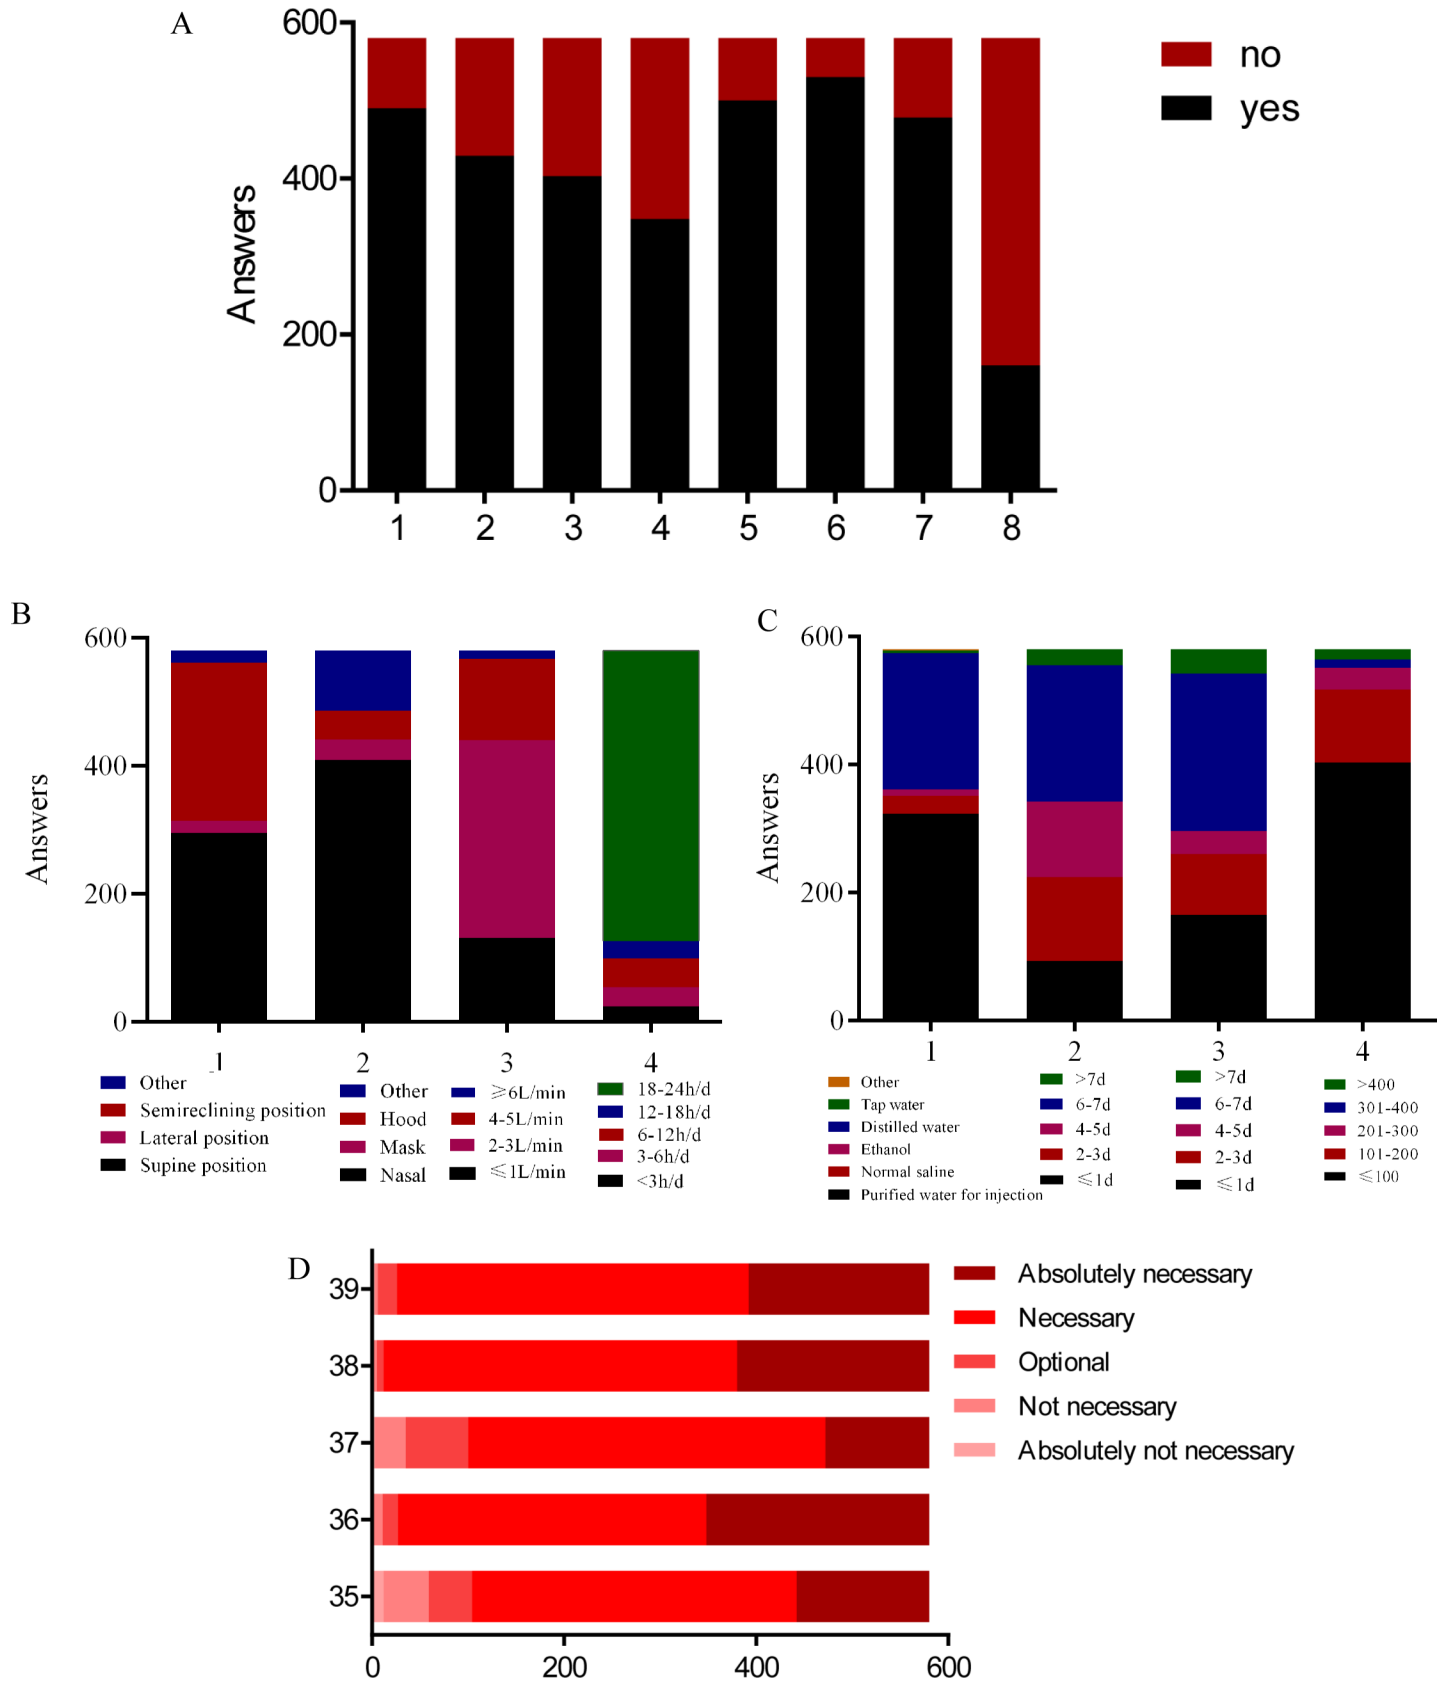 A
600
400
200
0
Answers
1 2 3 4 5 6 7 8
no
yes
B
600
400
200
0
Answers
1 2 3 4
Other
Semireclining position
Lateral position
Supine position
Other
Hood
Mask
Nasal
≥6L/min
4-5L/min
2-3L/min
≤1L/min
18-24h/d
12-18h/d
6-12h/d
3-6h/d
<3h/d
C
600
400
200
0
Answers
1 2 3 4
Other
Tap water
Distilled water
Ethanol
Normal saline
Purified water for injection
>7d
6-7d
4-5d
2-3d
≤1d
>7d
6-7d
4-5d
2-3d
≤1d
>400
301-400
201-300
101-200
≤100
D
39
38
37
36
35
0 200 400 600
Absolutely necessary
Necessary
Optional
Not necessary
Absolutely not necessary